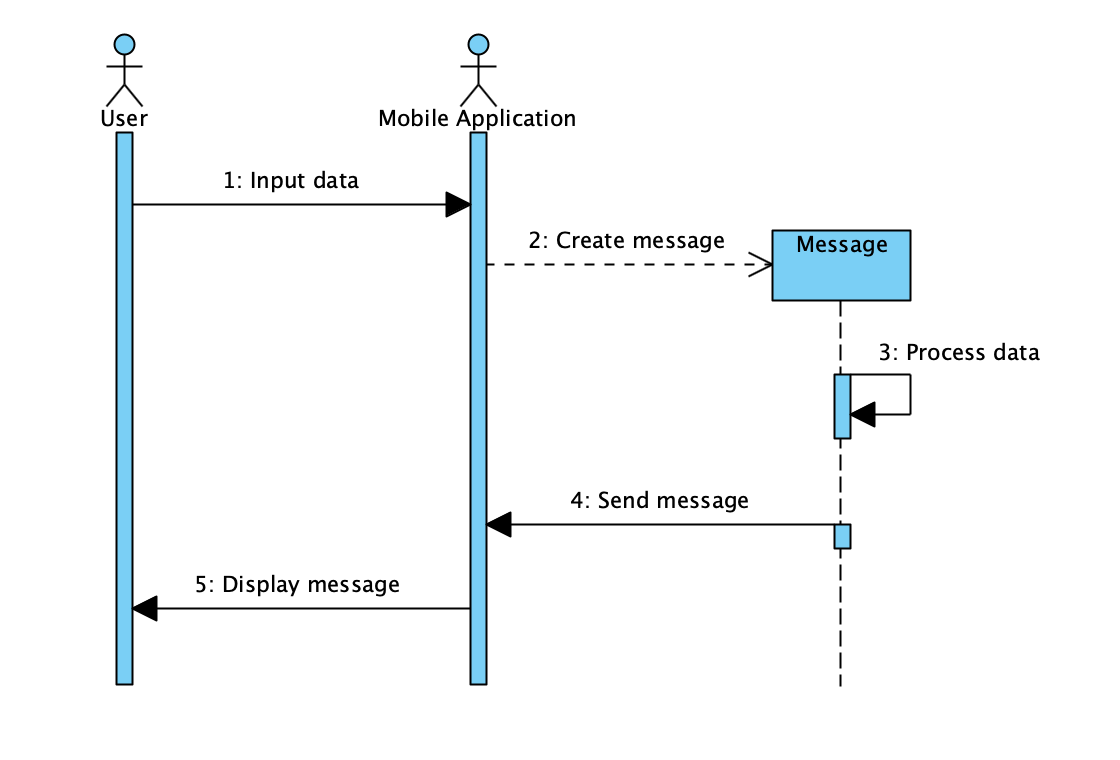 User
Mobile Application
1: Input data
2: Create message
Message
3: Process data
4: Send message
5: Display message